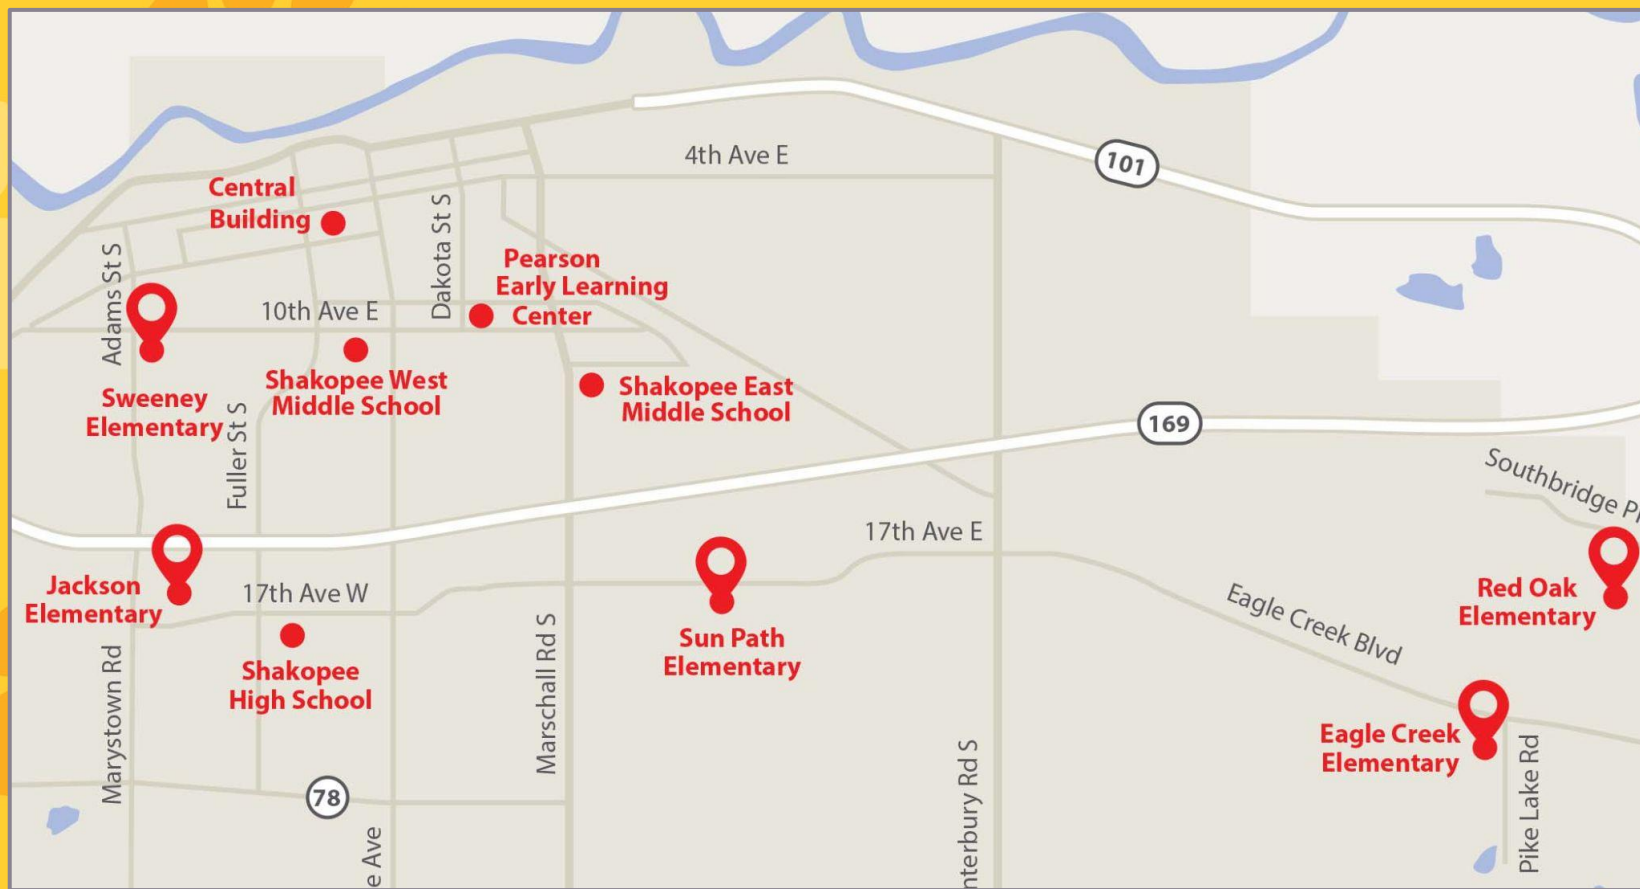 4th Ave E
101
Central
Building
Dakota St S
Adams St S
Pearson
Early Learning
Center
10th Ave E
Shakopee West
Middle School
Shakopee East
Middle School
Sweeney
Elementary
Fuller St S
169
Southbridge
17th Ave E
Jackson
Elementary
17th Ave W
Eagle Creek Blvd
Red Oak
Elementary
Sun Path
Elementary
Marschall Rd S
Shakopee
High School
Marystown Rd
Eagle Creek
Elementary
Pike Lake Rd
78
e Ave
nterbury Rd S